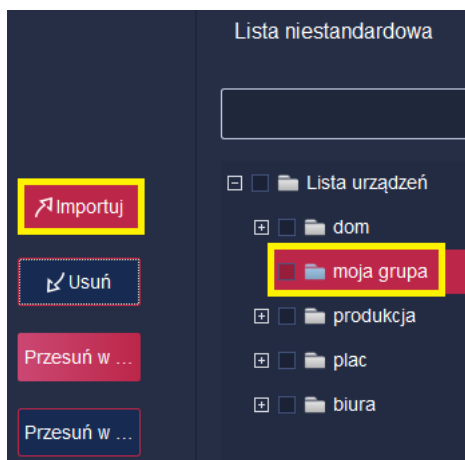 Lista niestandardowa
Lista urządzeń
Importuj
dom
Usuń
moja grupa
produkcja
Przesuń w ...
plac
biura
Przesuń w ...